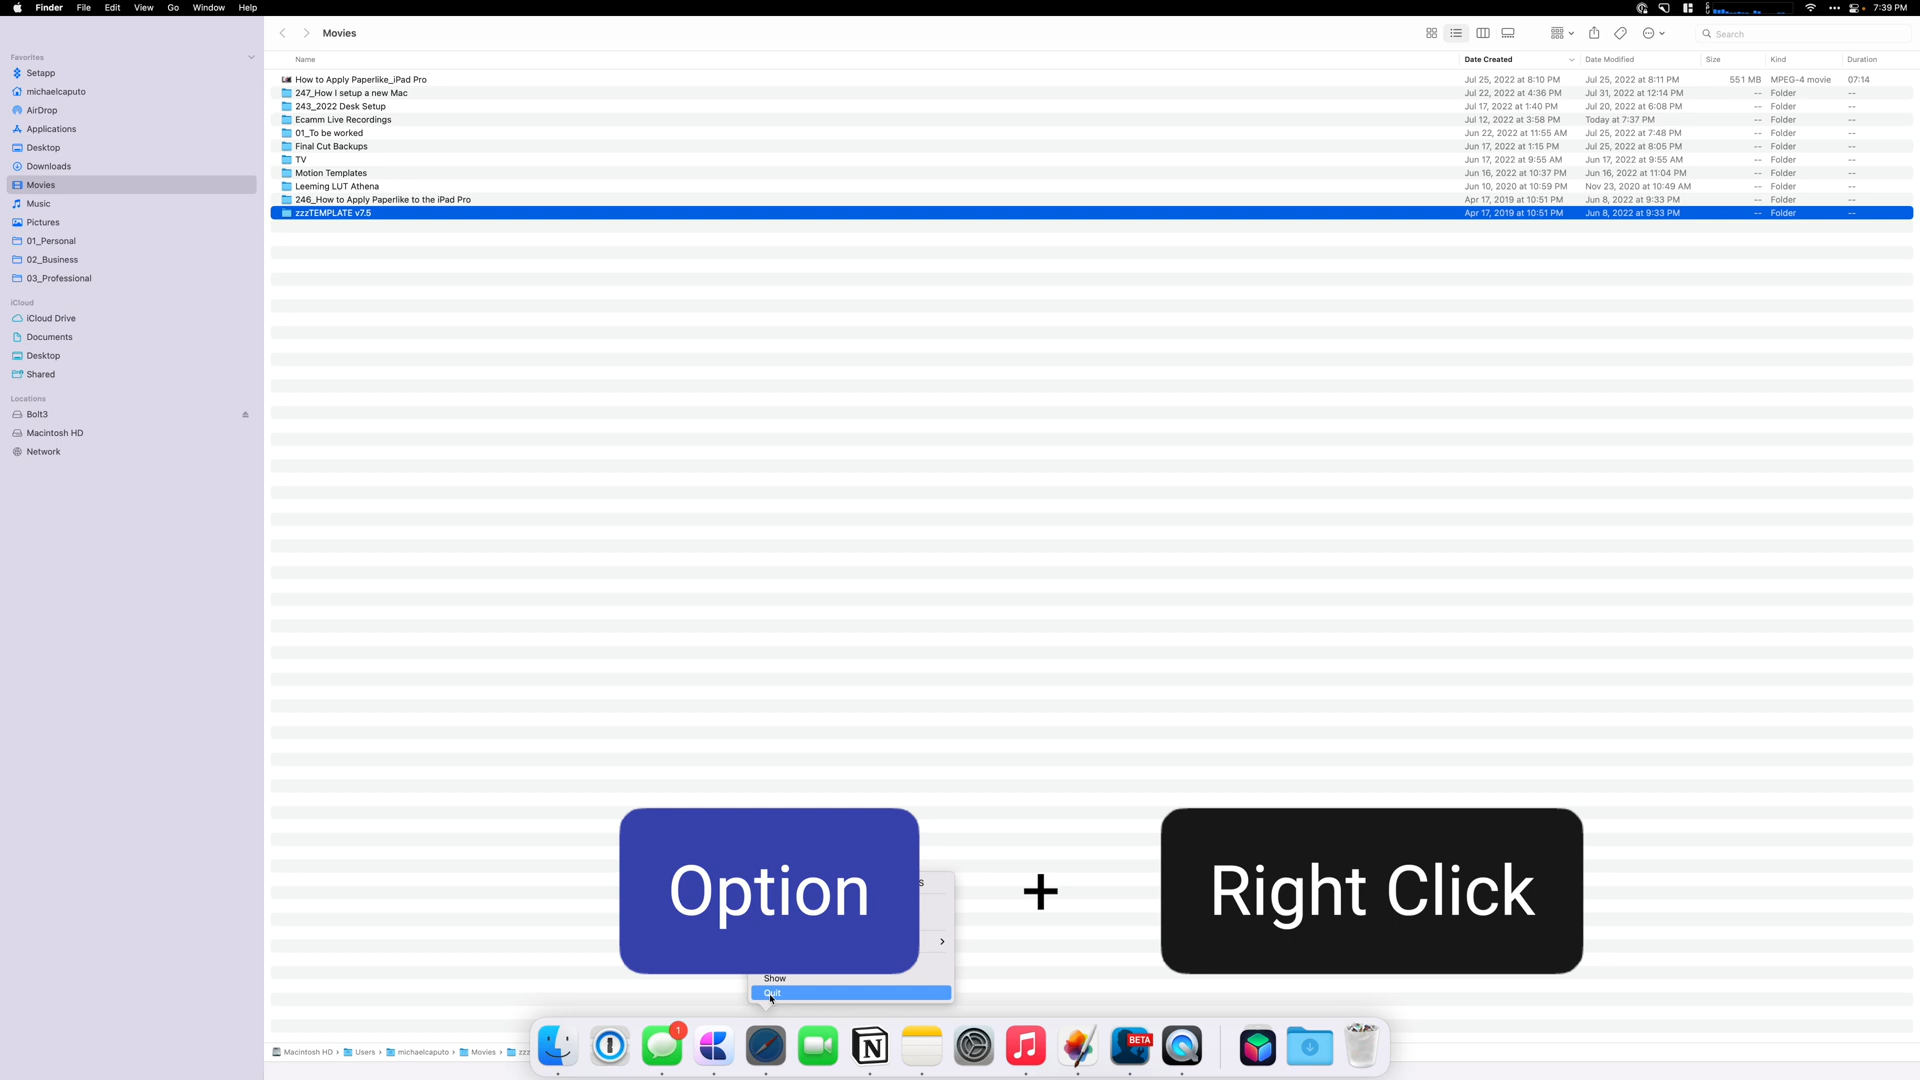 Finder File Edit View Go Window Help 7:39 PM
Movies
Search
Favorites
Setapp
michaelcaputo
AirDrop
Applications
Desktop
Downloads
Movies
Music
Pictures
01_Personal
02_Business
03_Professional
iCloud
iCloud Drive
Documents
Desktop
Shared
Locations
Bolt3
Macintosh HD
Network
Name Date Created Date Modified Size Kind Duration
How to Apply Paperlike_iPad Pro Jul 25, 2022 at 8:10 PM Jul 25, 2022 at 8:11 PM 551 MB MPEG-4 movie 07:14
247_How I setup a new Mac Jul 22, 2022 at 4:36 PM Jul 31, 2022 at 12:14 PM -- Folder --
243_2022 Desk Setup Jul 17, 2022 at 1:40 PM Jul 20, 2022 at 6:08 PM -- Folder --
Ecamm Live Recordings Jul 12, 2022 at 3:58 PM Today at 7:37 PM -- Folder --
01_To be worked Jun 22, 2022 at 11:55 AM Jul 25, 2022 at 7:48 PM -- Folder --
Final Cut Backups Jun 17, 2022 at 1:15 PM Jul 25, 2022 at 8:05 PM -- Folder --
TV Jun 17, 2022 at 9:55 AM Jun 17, 2022 at 9:55 AM -- Folder --
Motion Templates Jun 16, 2022 at 10:37 PM Jun 16, 2022 at 11:04 PM -- Folder --
Leeming LUT Athena Jun 10, 2020 at 10:59 PM Nov 23, 2020 at 10:49 AM -- Folder --
246_How to Apply Paperlike to the iPad Pro Apr 17, 2019 at 10:51 PM Jun 8, 2022 at 9:33 PM -- Folder --
zzzTEMPLATE v7.5 Apr 17, 2019 at 10:51 PM Jun 8, 2022 at 9:33 PM -- Folder --
Option + Right Click
Show
Quit
1
BETA
Macintosh HD › Users › michaelcaputo › Movies › zzz